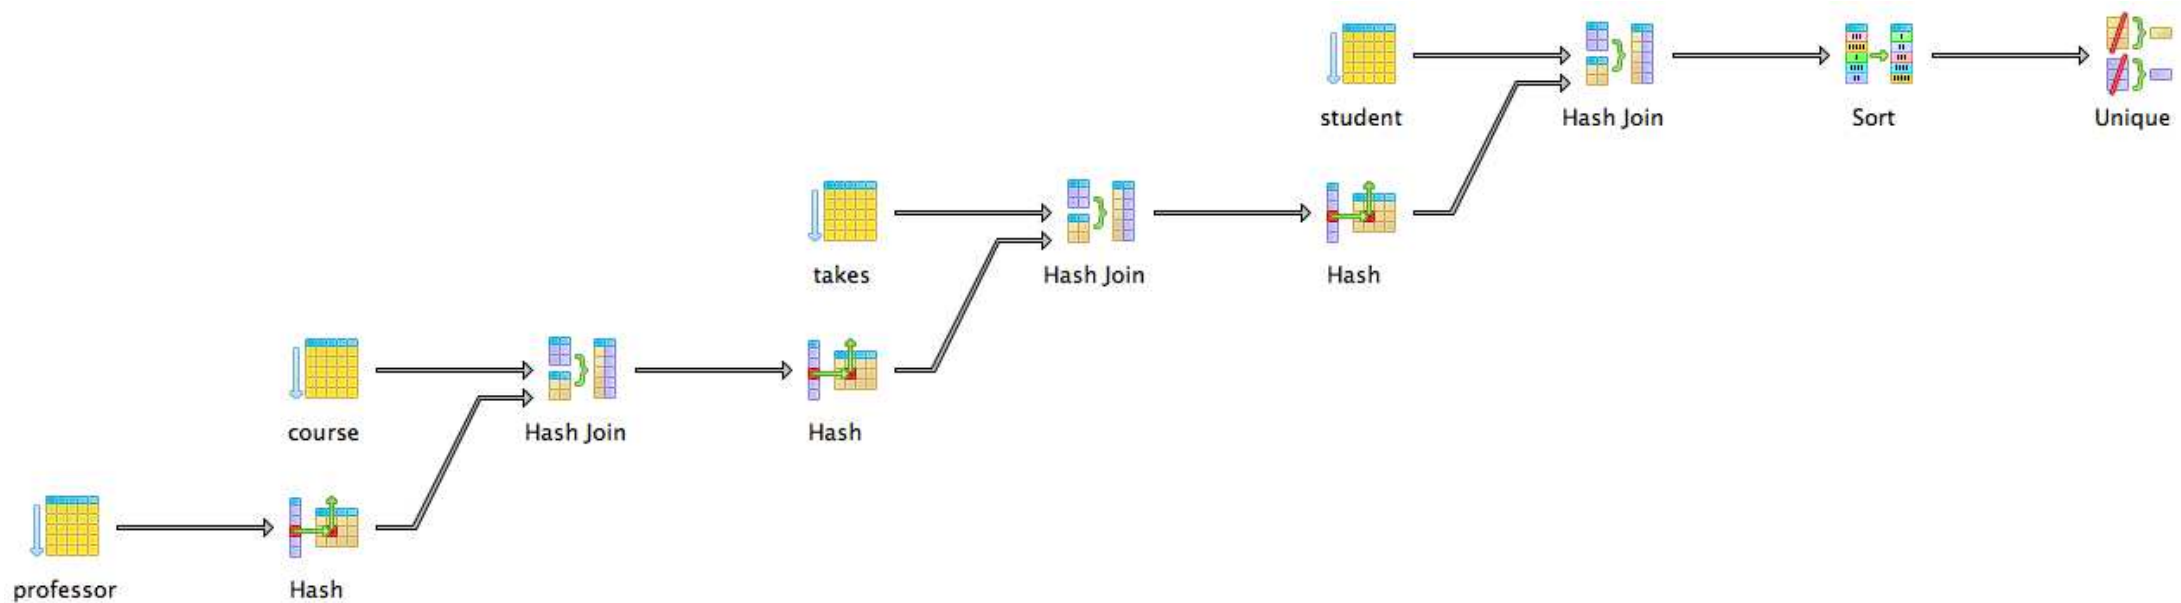 student
Hash Join
Sort
Unique
takes
Hash Join
Hash
course
Hash Join
Hash
professor
Hash